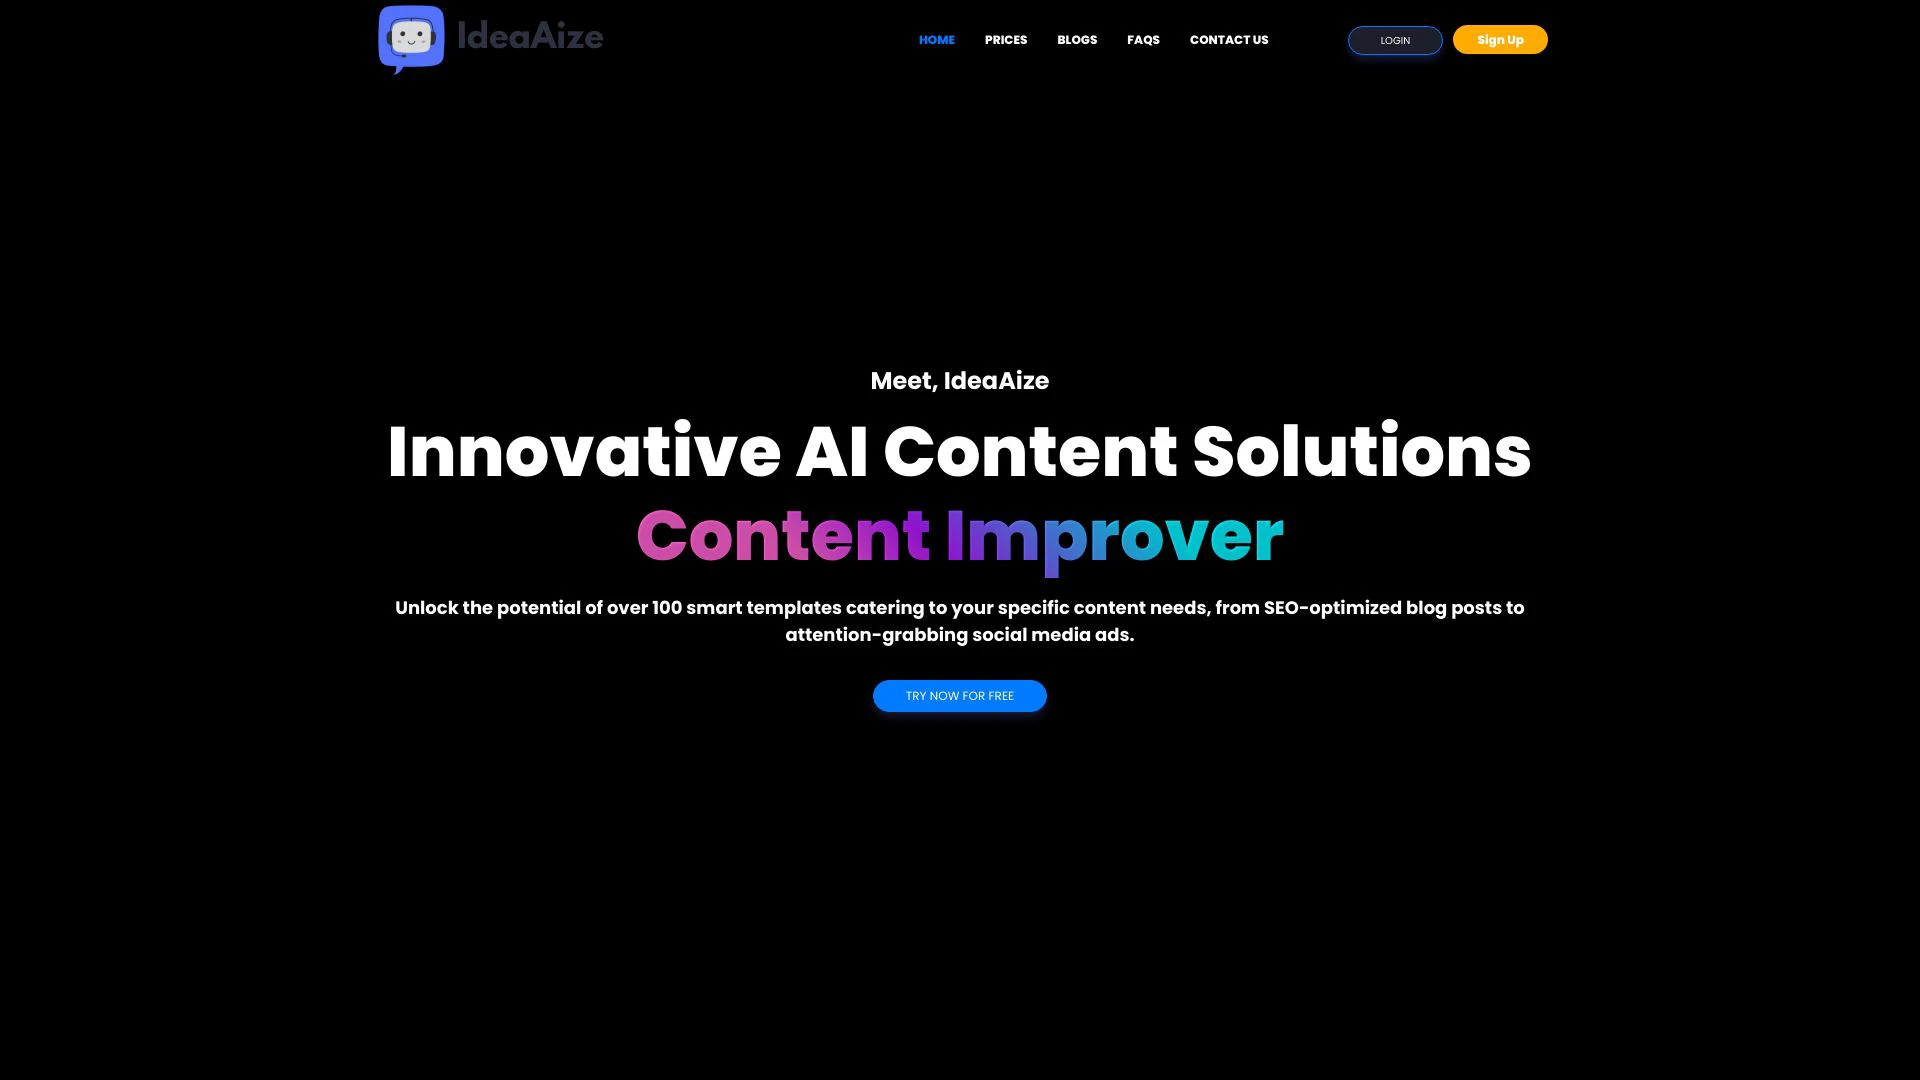 IdeaAize
HOME PRICES BLOGS FAQS CONTACT US LOGIN Sign Up
Meet, IdeaAize
Innovative AI Content Solutions
Content Improver
Unlock the potential of over 100 smart templates catering to your specific content needs, from SEO-optimized blog posts to
attention-grabbing social media ads.
TRY NOW FOR FREE